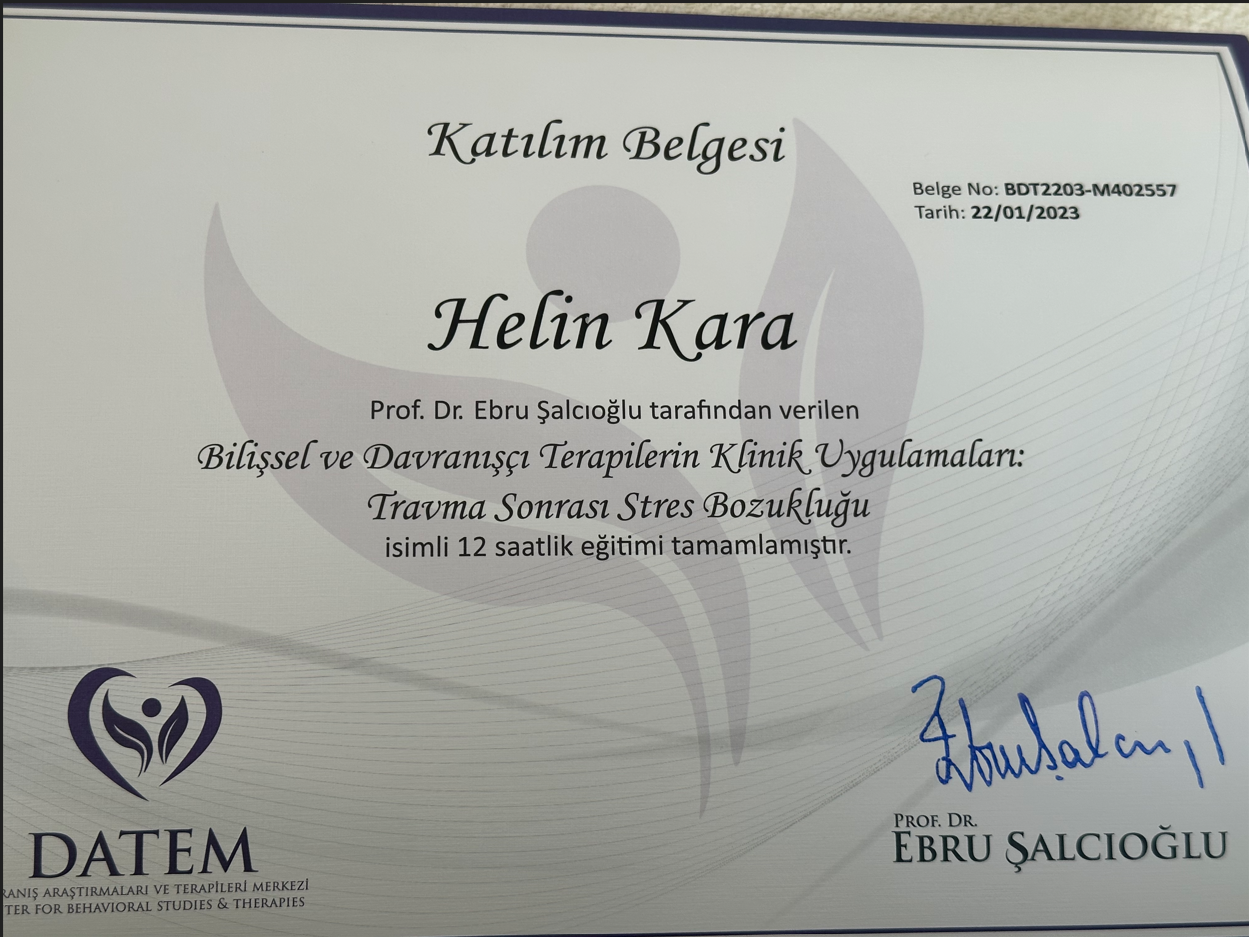 Katılım Belgesi
Belge No: BDT2203-M402557
Tarih: 22/01/2023
Helin Kara
Prof. Dr. Ebru Şalcıoğlu tarafından verilen
Bilişsel ve Davranışçı Terapilerin Klinik Uygulamaları:
Travma Sonrası Stres Bozukluğu
isimli 12 saatlik eğitimi tamamlamıştır.
DATEM
RANIŞ ARAŞTIRMALARI VE TERAPİLERİ MERKEZİ
TER FOR BEHAVIORAL STUDIES & THERAPIES
Ebru Şalcıoğlu
PROF. DR.
EBRU ŞALCIOĞLU